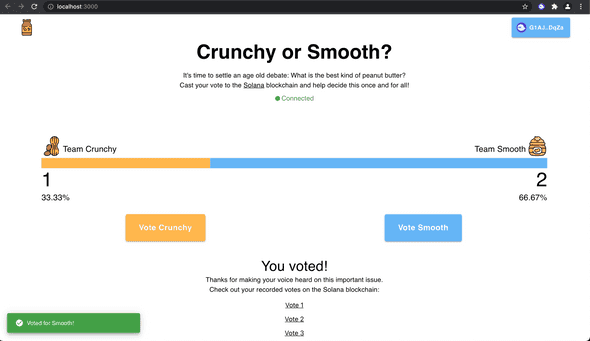 localhost:3000
G1AJ..DqZs
Crunchy or Smooth?
It's time to settle an age old debate: What is the best kind of peanut butter?
Cast your vote to the Solana blockchain and help decide this once and for all!
Connected
Team Crunchy
Team Smooth
1
2
33.33%
66.67%
Vote Crunchy
Vote Smooth
You voted!
Thanks for making your voice heard on this important issue.
Check out your recorded votes on the Solana blockchain:
Vote 1
Vote 2
Vote 3
Voted for Smooth!